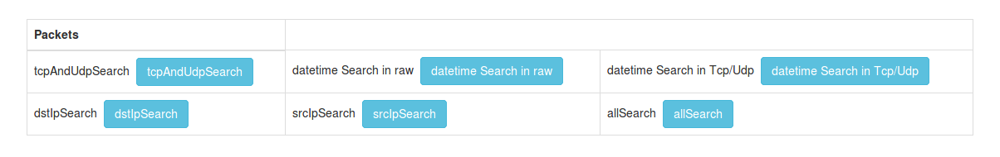 Packets
tcpAndUdpSearch tcpAndUdpSearch datetime Search in raw datetime Search in raw datetime Search in Tcp/Udp datetime Search in Tcp/Udp
dstIpSearch dstIpSearch srcIpSearch srcIpSearch allSearch allSearch